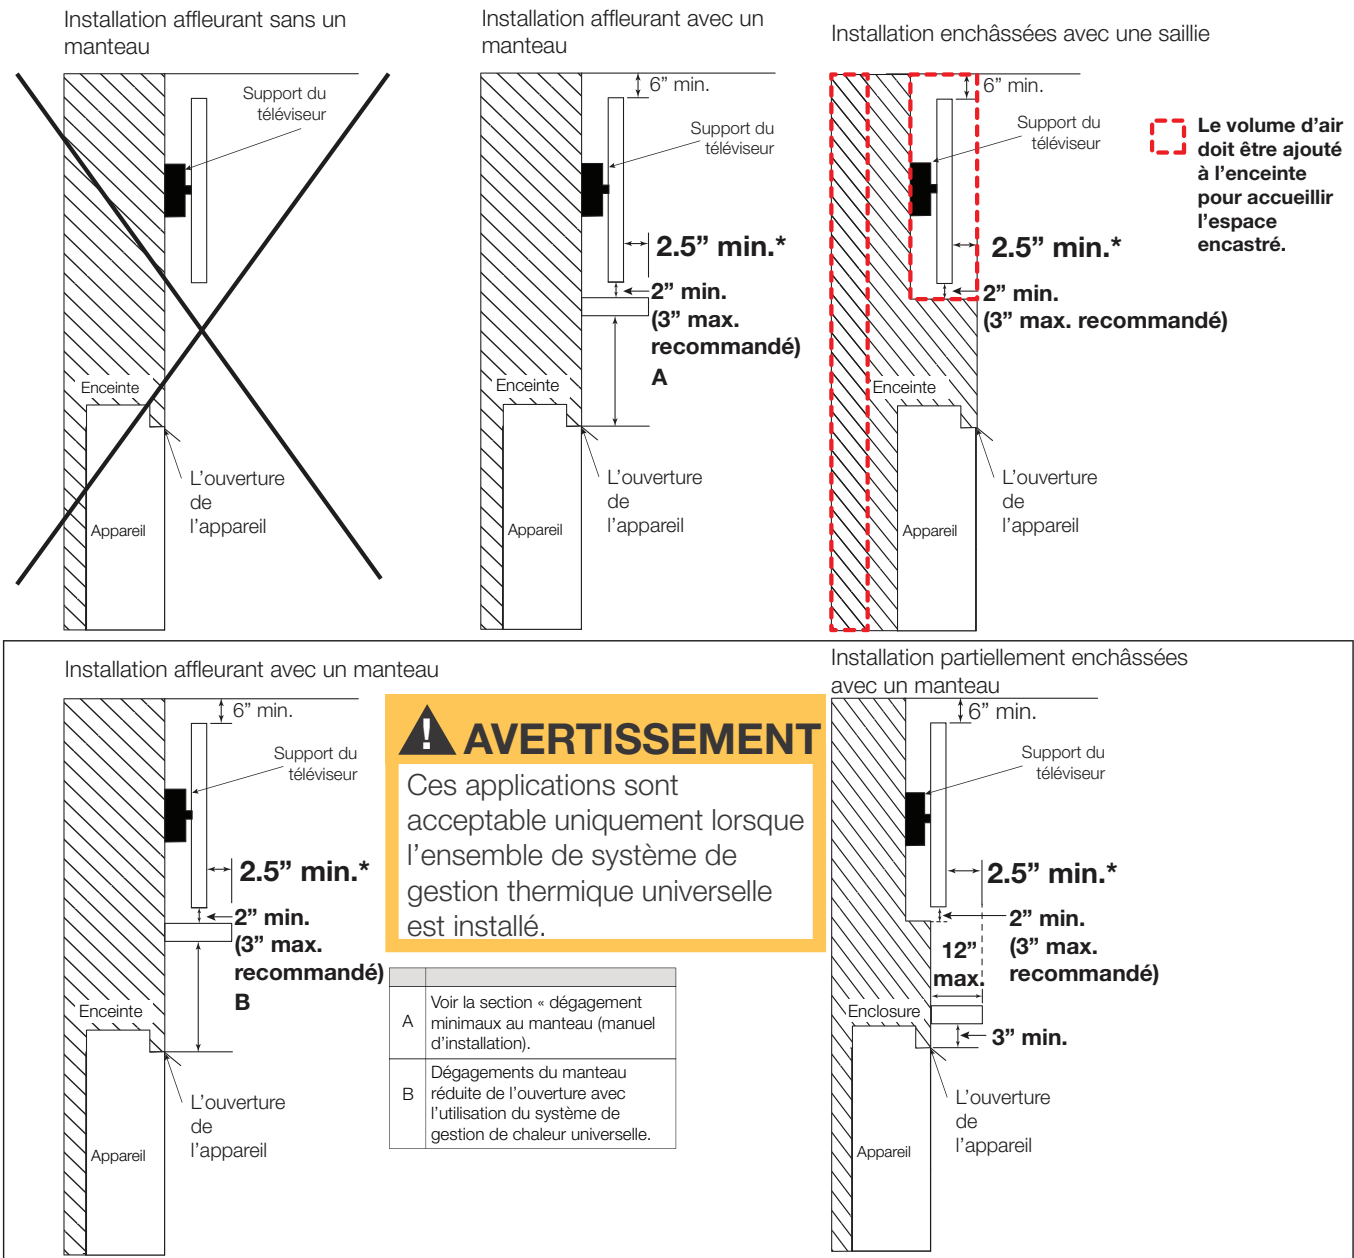 Installation affleurant sans un
manteau
Support du
téléviseur
Enceinte
L'ouverture
de
l'appareil
Appareil
Installation affleurant avec un
manteau
6" min.
Support du
téléviseur
2.5" min.*
2" min.
(3" max.
recommandé)
A
Enceinte
L'ouverture
de
l'appareil
Appareil
Installation enchâssées avec une saillie
6" min.
Support du
téléviseur
2.5" min.*
2" min.
(3" max. recommandé)
Enceinte
L'ouverture
de
l'appareil
Appareil
Le volume d'air
doit être ajouté
à l'enceinte
pour accueillir
l'espace
encastré.
Installation affleurant avec un manteau
6" min.
Support du
téléviseur
2.5" min.*
2" min.
(3" max.
recommandé)
B
Enceinte
L'ouverture
de
l'appareil
Appareil
! AVERTISSEMENT
Ces applications sont
acceptable uniquement lorsque
l'ensemble de système de
gestion thermique universelle
est installé.
A
Voir la section « dégagement
minimaux au manteau (manuel
d'installation).
B
Dégagements du manteau
réduite de l'ouverture avec
l'utilisation du système de
gestion de chaleur universelle.
Installation partiellement enchâssées
avec un manteau
6" min.
Support du
téléviseur
2.5" min.*
2" min.
(3" max.
recommandé)
12"
max.
Enclosure
3" min.
L'ouverture
de
l'appareil
Appareil